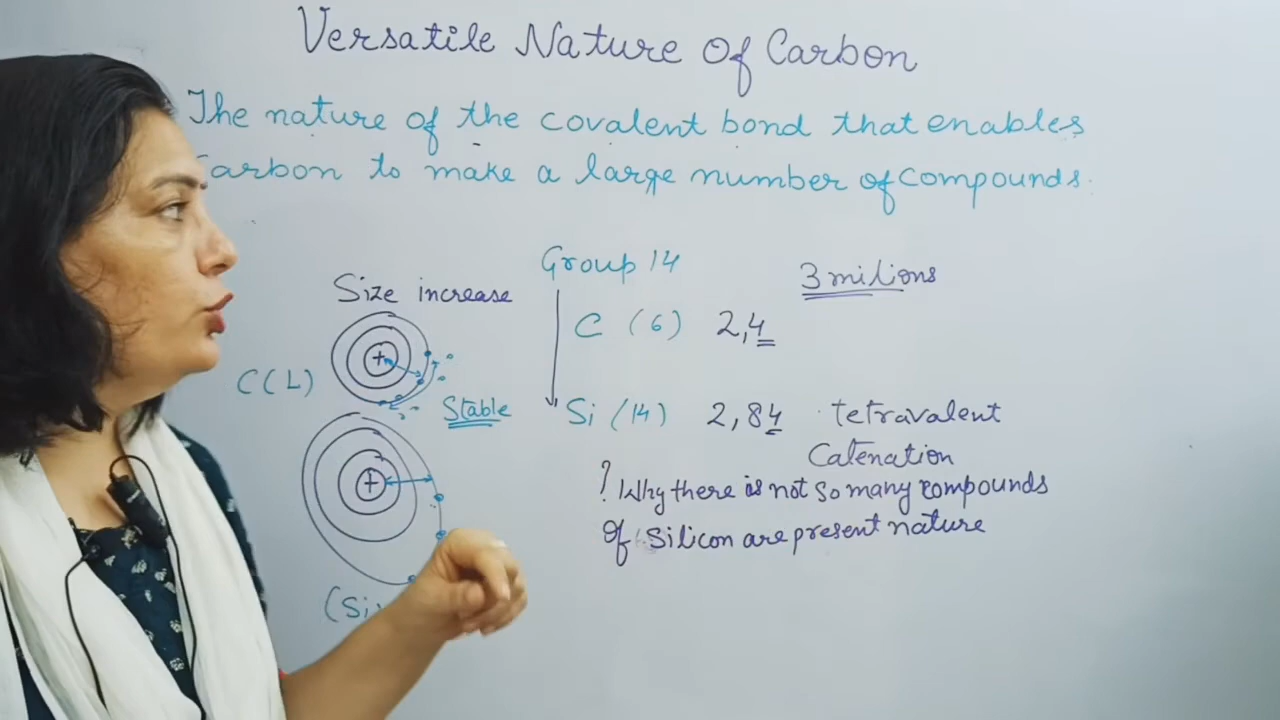 Versatile Nature Of Carbon
The nature of the covalent bond that enables
arbon to make a large number of compounds.
Group 14
3 milions
Size increase
C (6) 2,4
+
C(L)
Stable
Si (14) 2,84 tetravalent
Catenation
+
? Why there is not so many compounds
Of Silicon are present nature
(Si